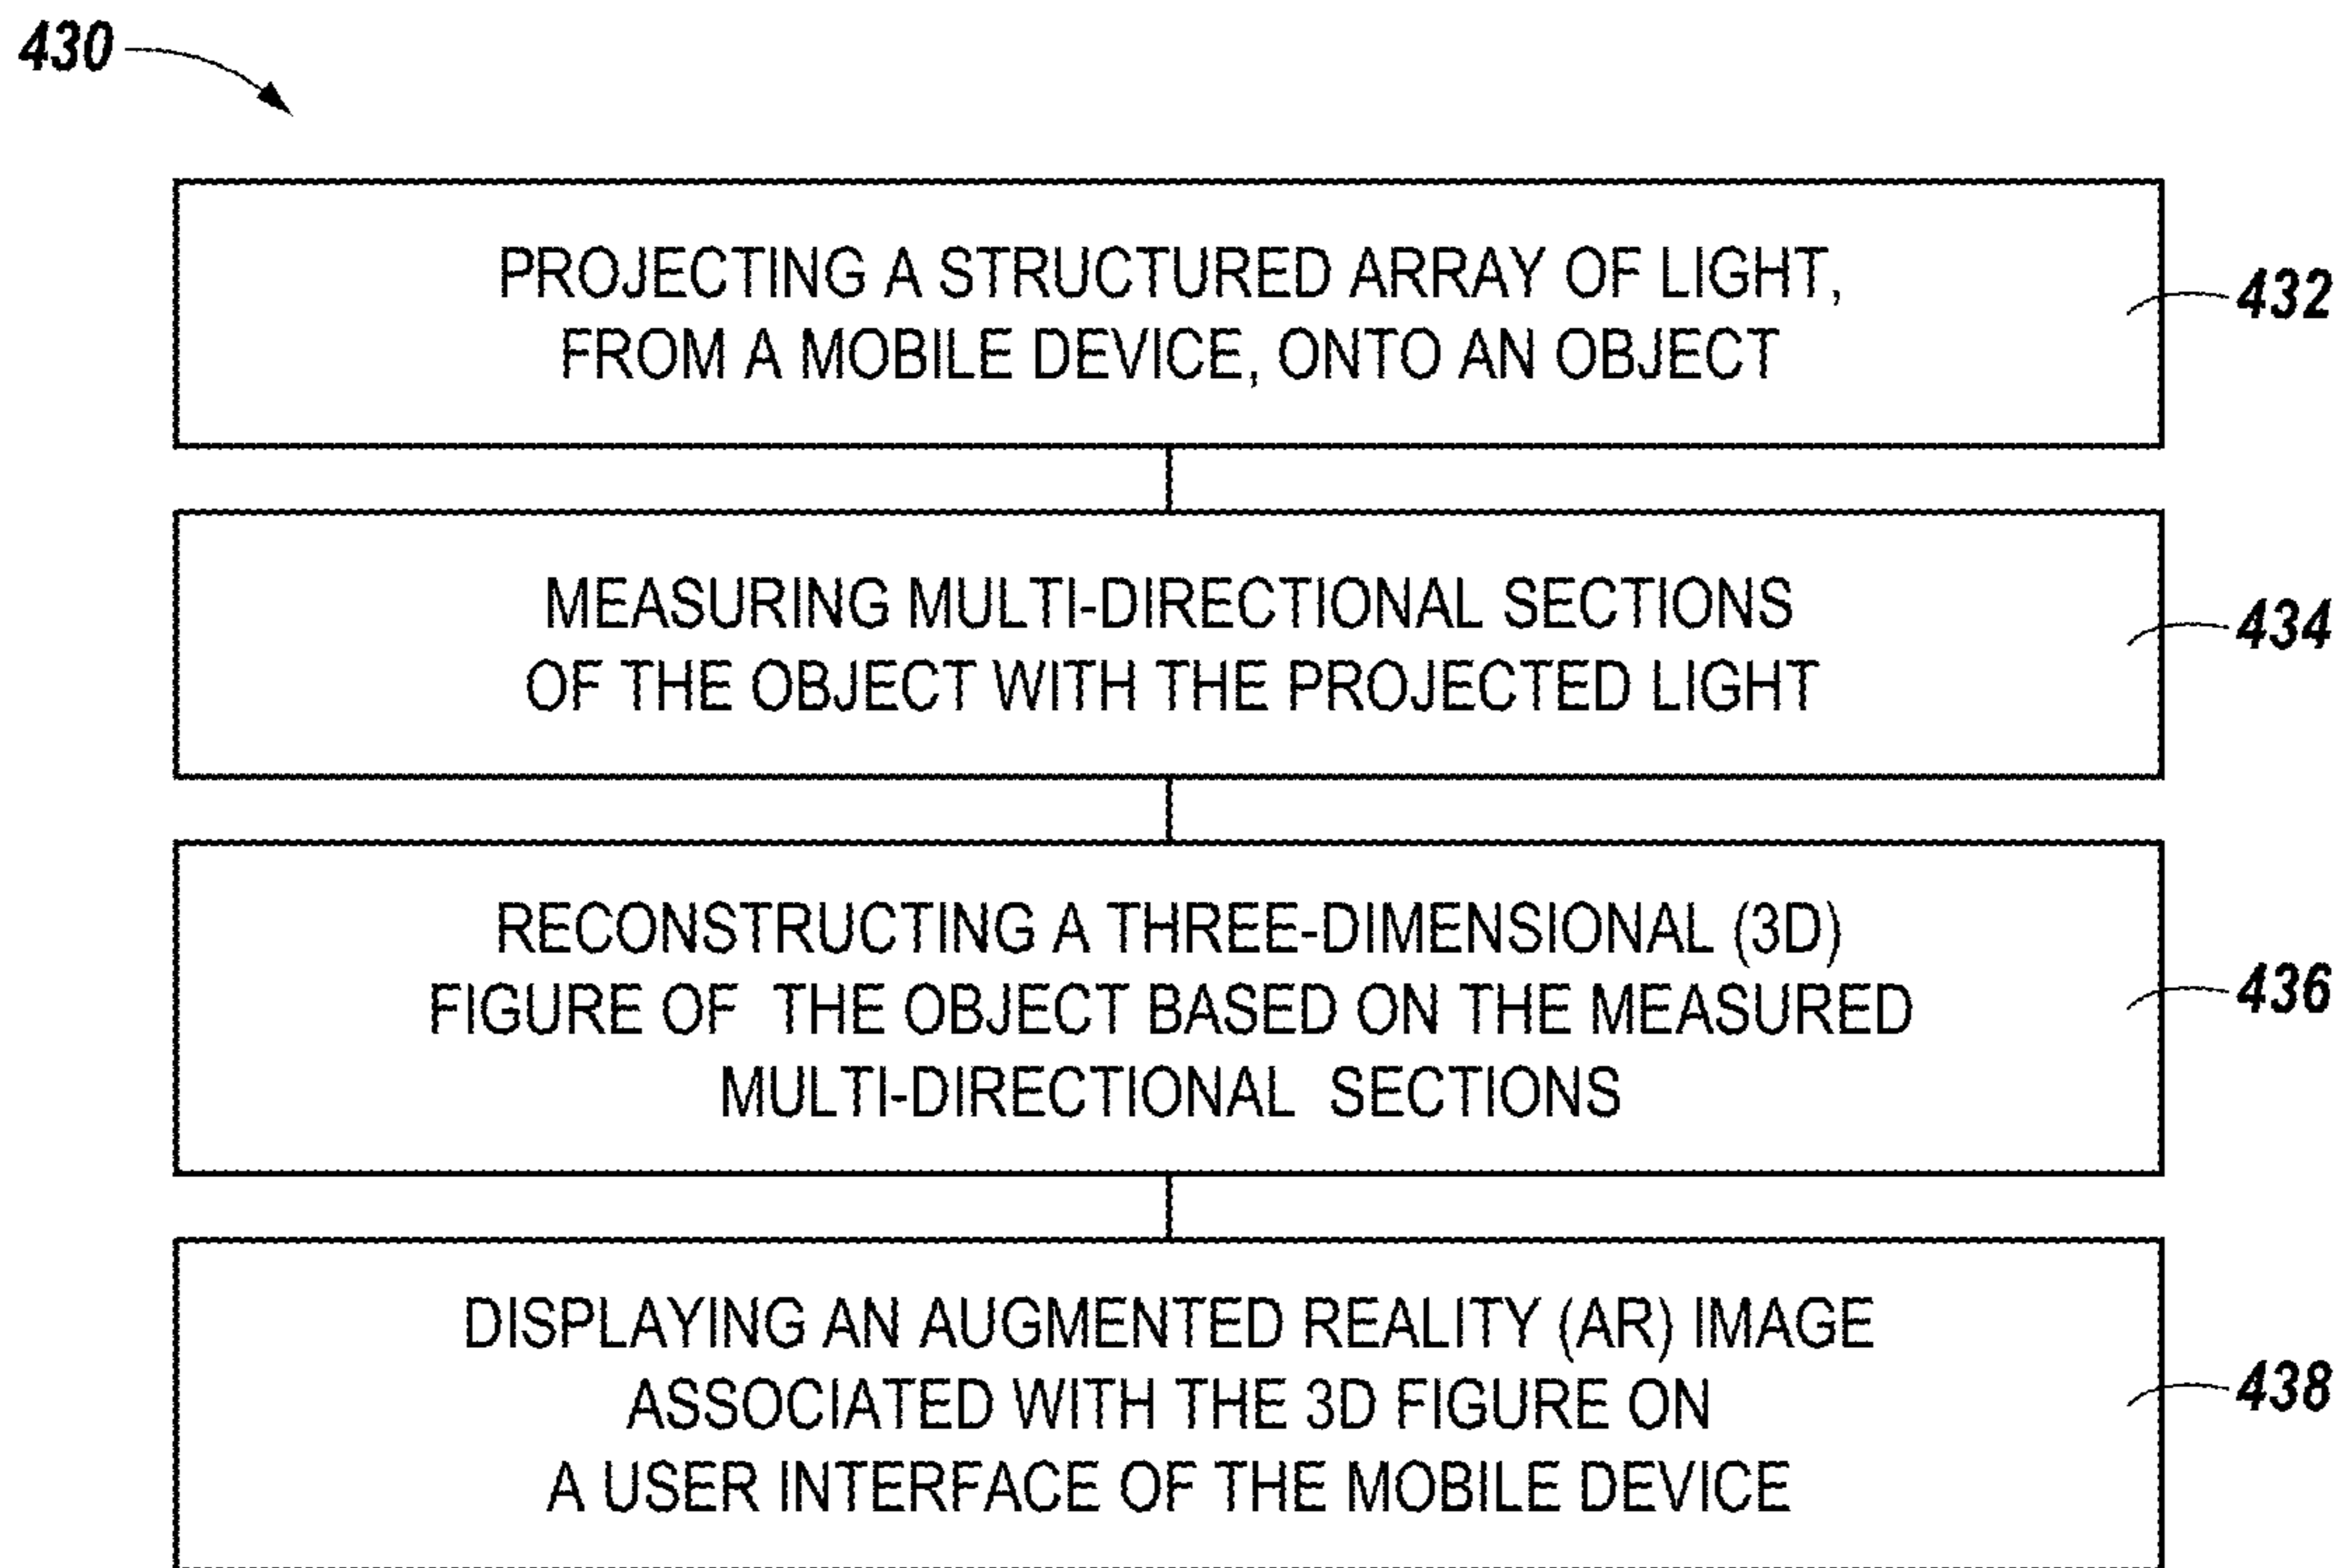 430
PROJECTING A STRUCTURED ARRAY OF LIGHT,
FROM A MOBILE DEVICE, ONTO AN OBJECT
432
MEASURING MULTI-DIRECTIONAL SECTIONS
OF THE OBJECT WITH THE PROJECTED LIGHT
434
RECONSTRUCTING A THREE-DIMENSIONAL (3D)
FIGURE OF THE OBJECT BASED ON THE MEASURED
MULTI-DIRECTIONAL SECTIONS
436
DISPLAYING AN AUGMENTED REALITY (AR) IMAGE
ASSOCIATED WITH THE 3D FIGURE ON
A USER INTERFACE OF THE MOBILE DEVICE
438